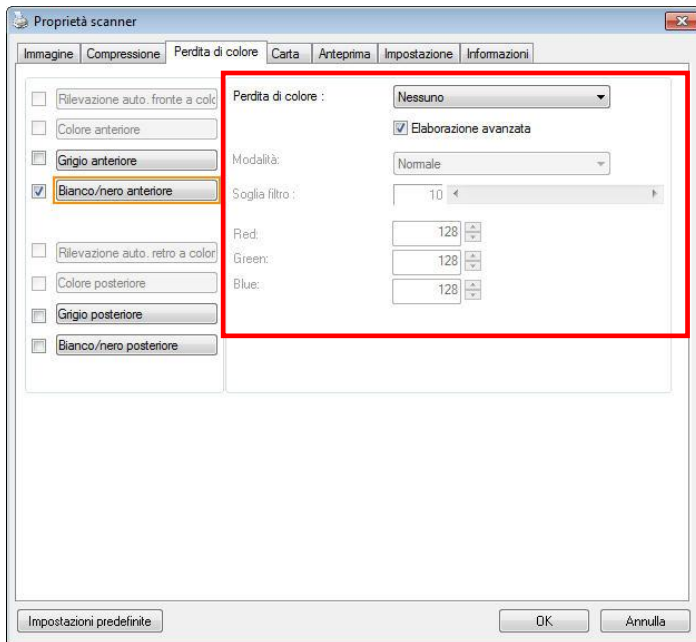 Proprietà scanner
Immagine Compressione Perdita di colore Carta Anteprima Impostazione Informazioni
Rilevazione auto. fronte a colo
Colore anteriore
Grigio anteriore
Bianco/nero anteriore
Rilevazione auto. retro a color
Colore posteriore
Grigio posteriore
Bianco/nero posteriore
Perdita di colore : Nessuno
Elaborazione avanzata
Modalità: Normale
Soglia filtro : 10
Red: 128
Green: 128
Blue: 128
Impostazioni predefinite OK Annulla